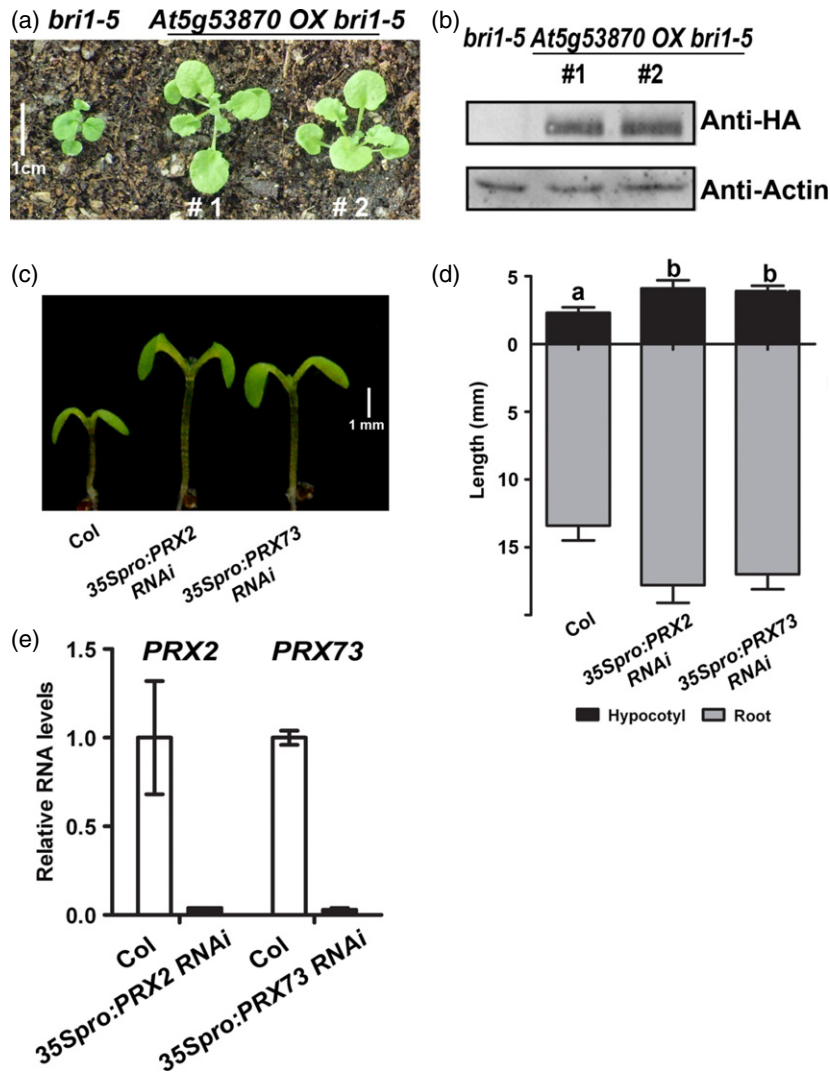 (a)
bri1-5 At5g53870 OX bri1-5
1cm
#1
#2
(b)
bri1-5 At5g53870 OX bri1-5
#1 #2
Anti-HA
Anti-Actin
(c)
1 mm
Col
35Spro:PRX2
RNAi
35Spro:PRX73
RNAi
(d)
5
0
5
10
15
Length (mm)
a
b
b
Col
35Spro:PRX2
RNAi
35Spro:PRX73
RNAi
Hypocotyl Root
(e)
PRX2 PRX73
1.5
1.0
0.5
0.0
Relative RNA levels
Col
35Spro:PRX2 RNAi
Col
35Spro:PRX73 RNAi